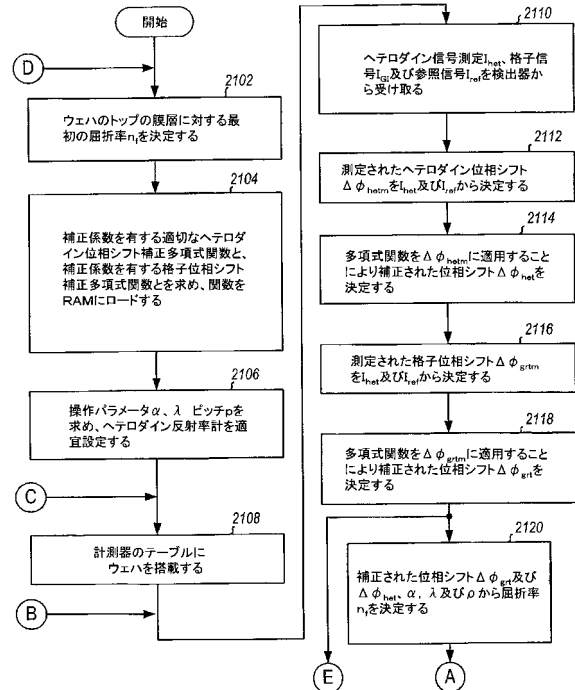 開始
D
2102
ウェハのトップの膜層に対する最
初の屈折率nfを決定する
2104
補正係数を有する適切なヘテロダ
イン位相シフト補正多項式関数と、
補正係数を有する格子位相シフト
補正多項式関数とを求め、関数を
RAMにロードする
2106
操作パラメータα、λ ピッチpを
求め、ヘテロダイン反射率計を適
宜設定する
C
2108
計測器のテーブルに
ウェハを搭載する
B
2110
ヘテロダイン信号測定Ihet、格子信
号IGI及び参照信号Irefを検出器か
ら受け取る
2112
測定されたヘテロダイン位相シフト
ΔφhetmをIhet及びIrefから決定する
2114
多項式関数をΔφhetmに適用すること
により補正された位相シフトΔφhetを
決定する
2116
測定された格子位相シフトΔφgrtm
をIhet及びIrefから決定する
2118
多項式関数をΔφgrtmに適用すること
により補正された位相シフトΔφgrtを
決定する
2120
補正された位相シフトΔφgrt及び
Δφhet、α, λ及びρから屈折率
nfを決定する
E
A